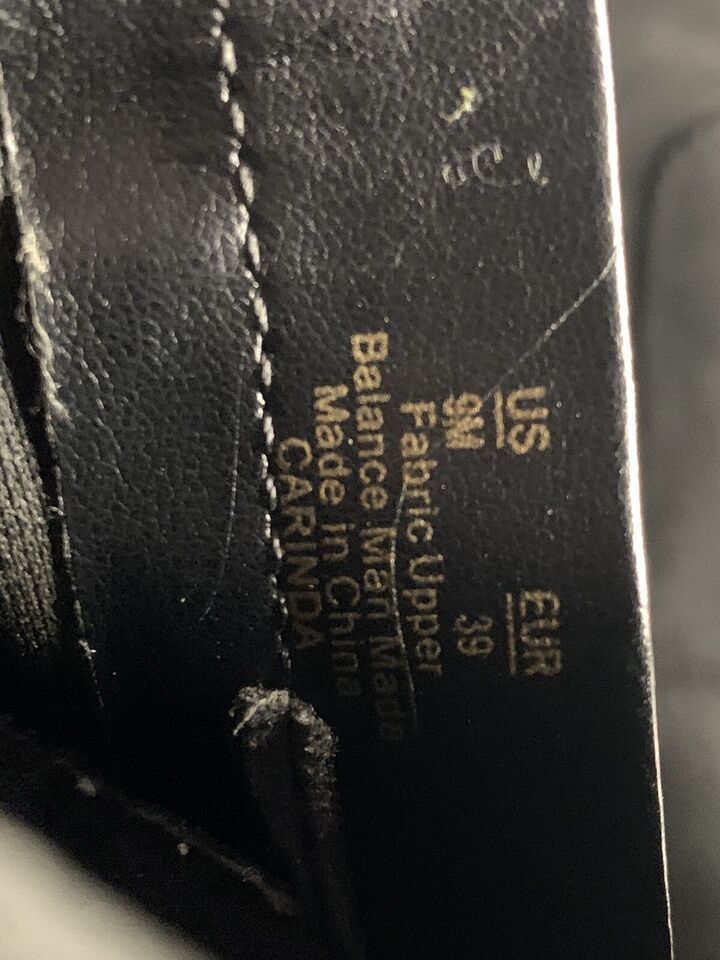 US EUR
9M 39
Fabric Upper
Balance Man Made
Made in China
CARINDA